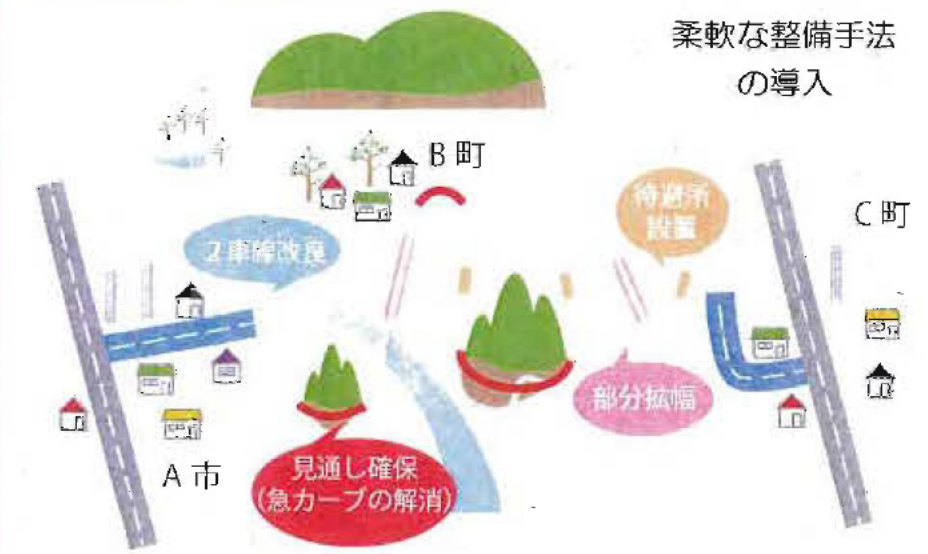 柔軟な整備手法
の導入
B町
待避所
設置
C町
2車線改良
部分拡幅
見通し確保
(急カーブの解消)
A市